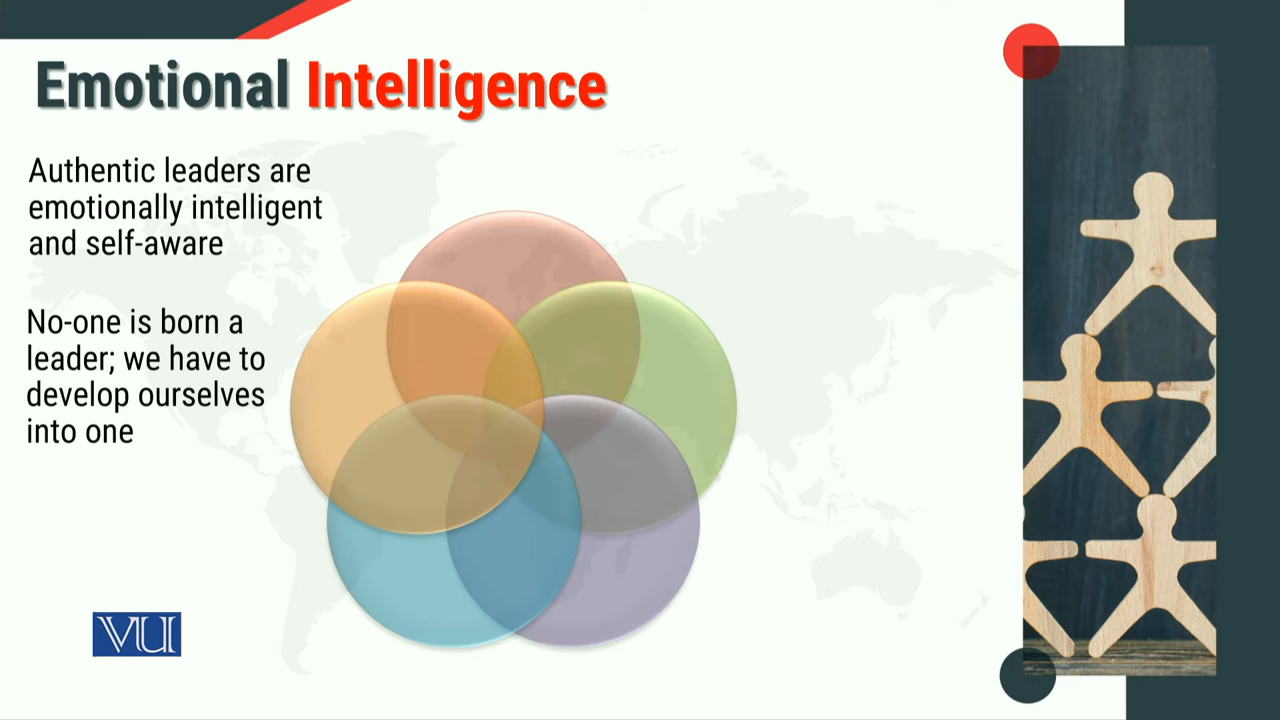 Emotional Intelligence
Authentic leaders are
emotionally intelligent
and self-aware
No-one is born a
leader; we have to
develop ourselves
into one
VU